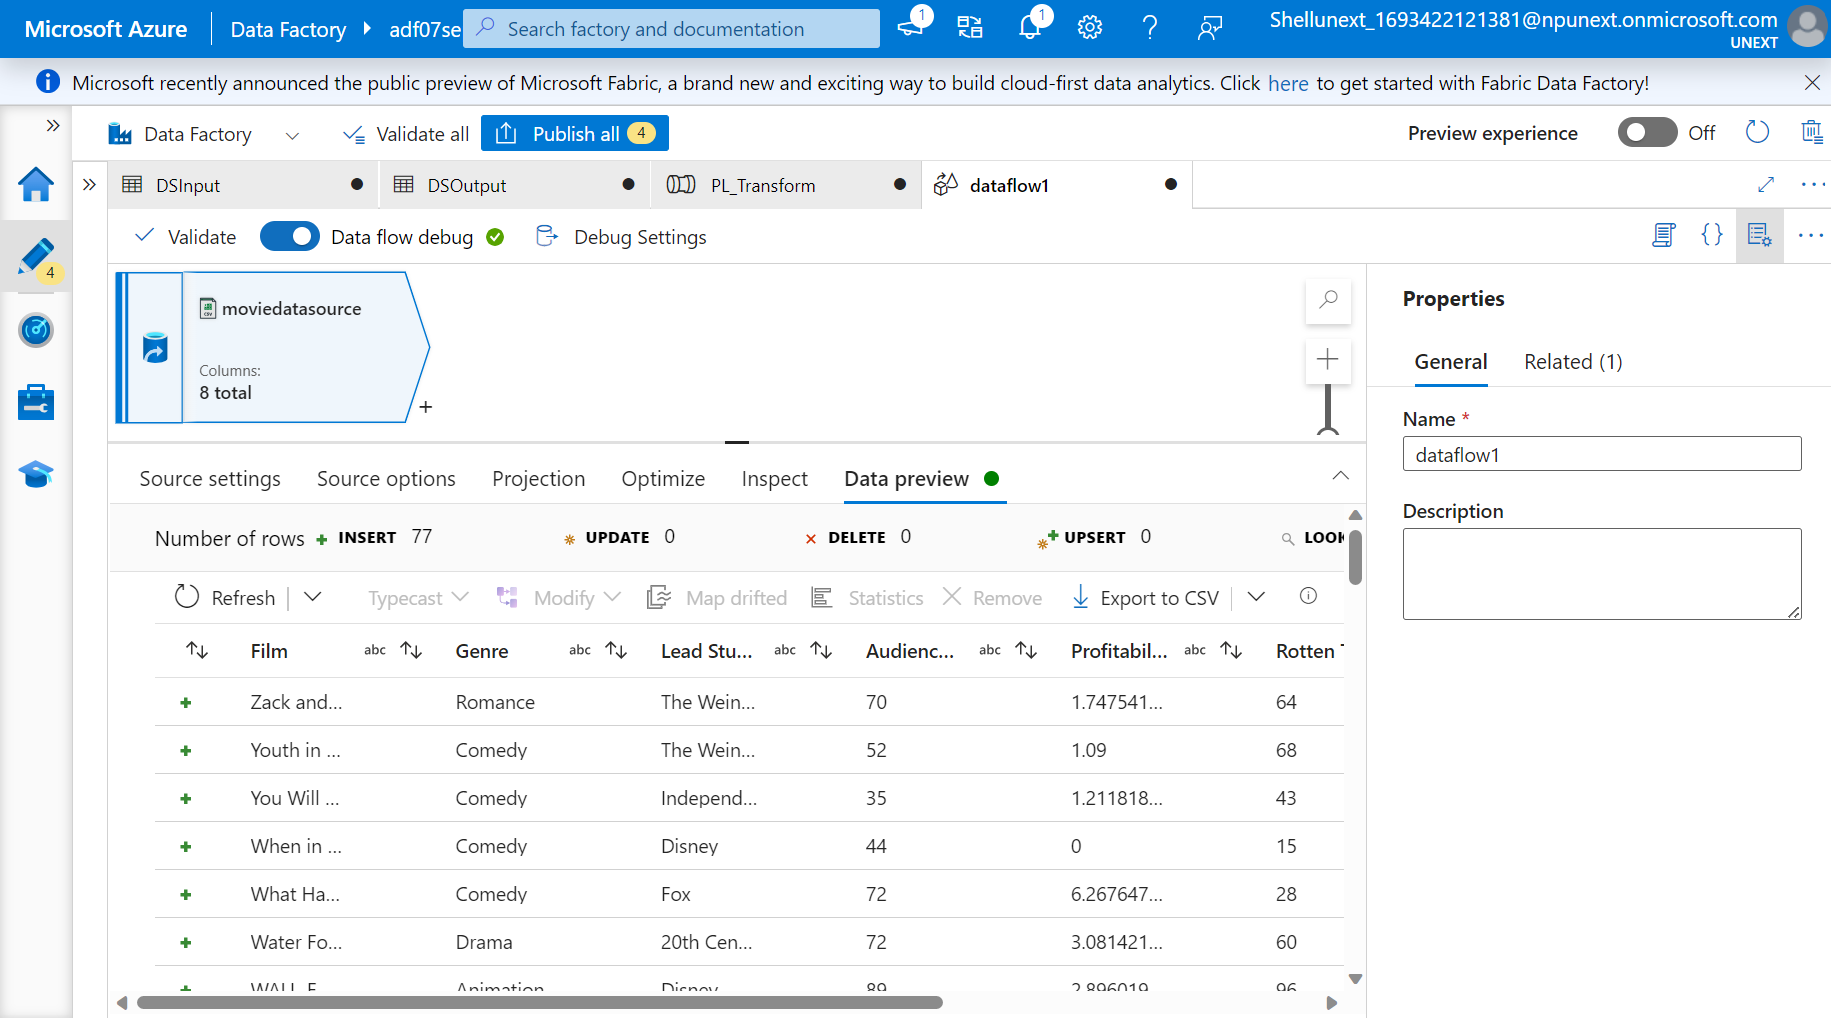 Microsoft Azure
Data Factory
adf07se
Search factory and documentation
1
1
Shellunext_1693422121381@npunext.onmicrosoft.com
UNEXT
Microsoft recently announced the public preview of Microsoft Fabric, a brand new and exciting way to build cloud-first data analytics. Click here to get started with Fabric Data Factory!
Data Factory
Validate all
Publish all 4
Preview experience
Off
4
DSInput
DSOutput
PL_Transform
dataflow1
Validate
Data flow debug
Debug Settings
moviedatasource
Columns:
8 total
+
Source settings
Source options
Projection
Optimize
Inspect
Data preview
Number of rows
INSERT 77
UPDATE 0
DELETE 0
UPSERT 0
LOOK
Refresh
Typecast
Modify
Map drifted
Statistics
Remove
Export to CSV
Film abc
Genre abc
Lead Stu... abc
Audienc... abc
Profitabil... abc
Rotten
Zack and... Romance The Wein... 70 1.747541... 64
Youth in ... Comedy The Wein... 52 1.09 68
You Will ... Comedy Independ... 35 1.211818... 43
When in ... Comedy Disney 44 0 15
What Ha... Comedy Fox 72 6.267647... 28
Water Fo... Drama 20th Cen... 72 3.081421... 60
WALL-E Animation Disney 89 2.896019 96
Properties
General
Related (1)
Name *
dataflow1
Description